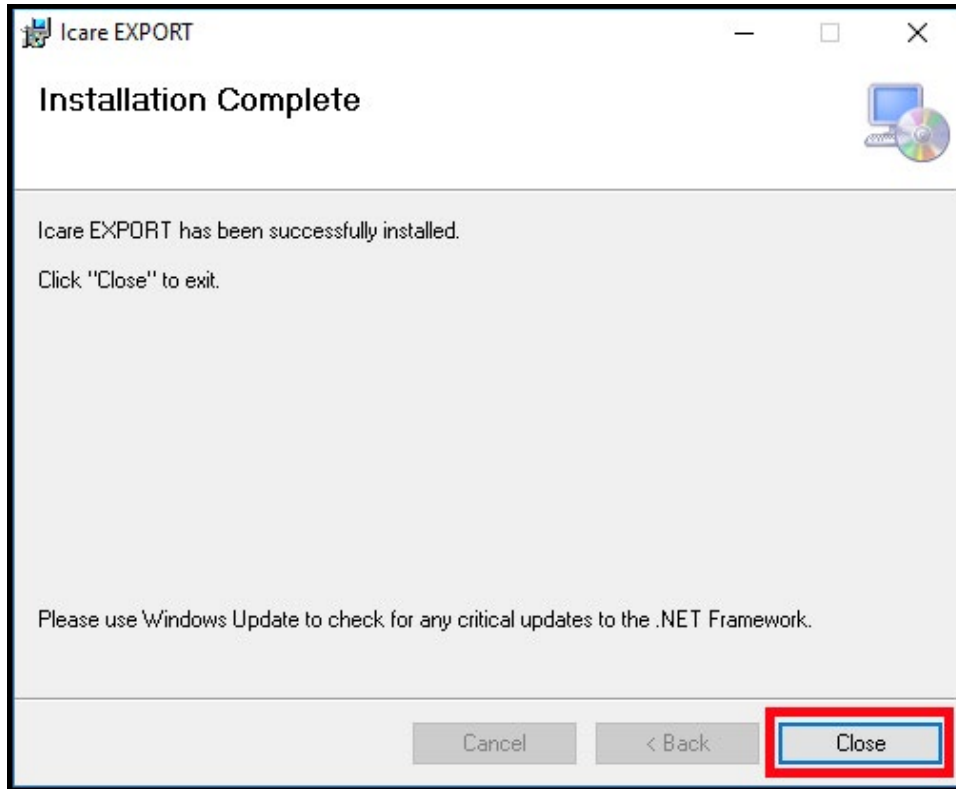 Icare EXPORT
Installation Complete
Icare EXPORT has been successfully installed.
Click "Close" to exit.
Please use Windows Update to check for any critical updates to the .NET Framework.
Cancel
< Back
Close